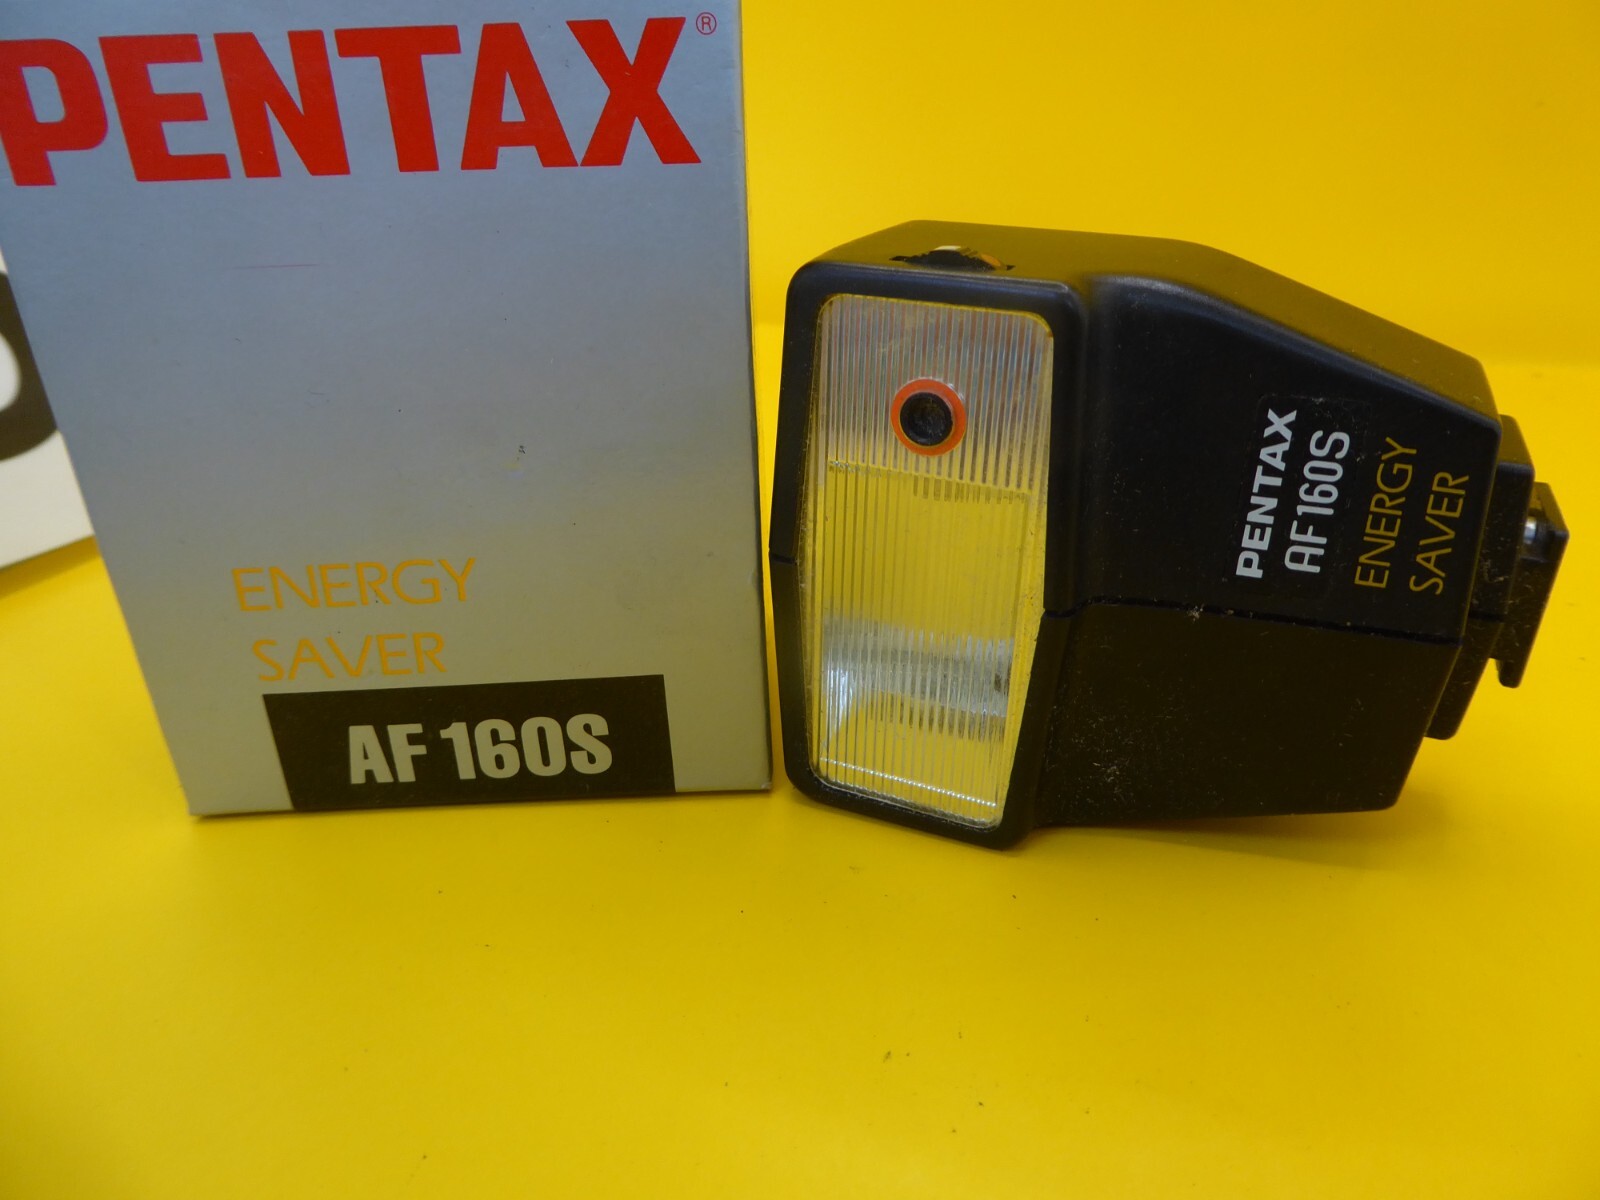 PENTAX®
ENERGY
SAVER
AF 160S
PENTAX
AF160S
ENERGY
SAVER